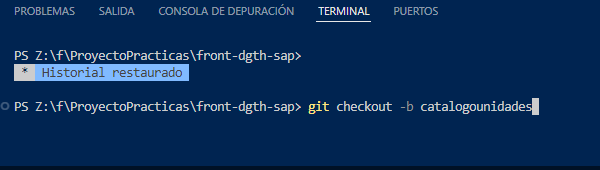 PROBLEMAS SALIDA CONSOLA DE DEPURACIÓN TERMINAL PUERTOS
PS Z:\f\ProyectoPracticas\front-dgth-sap>
* Historial restaurado
PS Z:\f\ProyectoPracticas\front-dgth-sap> git checkout -b catalogounidades